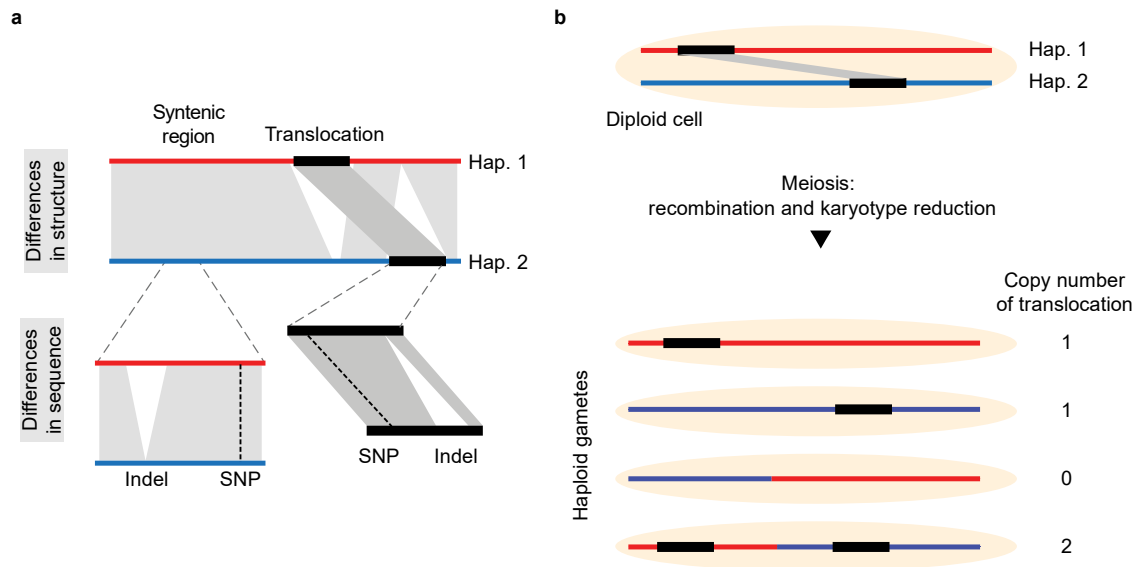 a
Syntenic
region
Translocation
Differences
in structure
Hap. 1
Hap. 2
Differences
in sequence
Indel
SNP
SNP
Indel
b
Hap. 1
Hap. 2
Diploid cell
Meiosis:
recombination and karyotype reduction
Copy number
of translocation
Haploid gametes
1
1
0
2